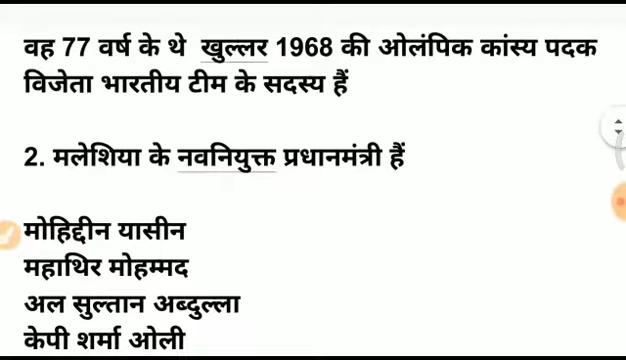 वह 77 वर्ष के थे खुल्लर 1968 की ओलंपिक कांस्य पदक
विजेता भारतीय टीम के सदस्य हैं
2. मलेशिया के नवनियुक्त प्रधानमंत्री हैं
मोहिद्दीन यासीन
महाथिर मोहम्मद
अल सुल्तान अब्दुल्ला
केपी शर्मा ओली